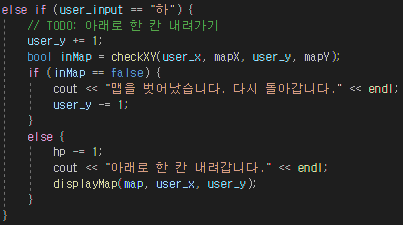 else if (user_input == "하") {
// TODO: 아래로 한 칸 내려가기
user_y += 1;
bool inMap = checkXY(user_x, mapX, user_y, mapY);
if (inMap == false) {
cout << "맵을 벗어났습니다. 다시 돌아갑니다." << endl;
user_y -= 1;
}
else {
hp -= 1;
cout << "아래로 한 칸 내려갑니다." << endl;
displayMap(map, user_x, user_y);
}
}